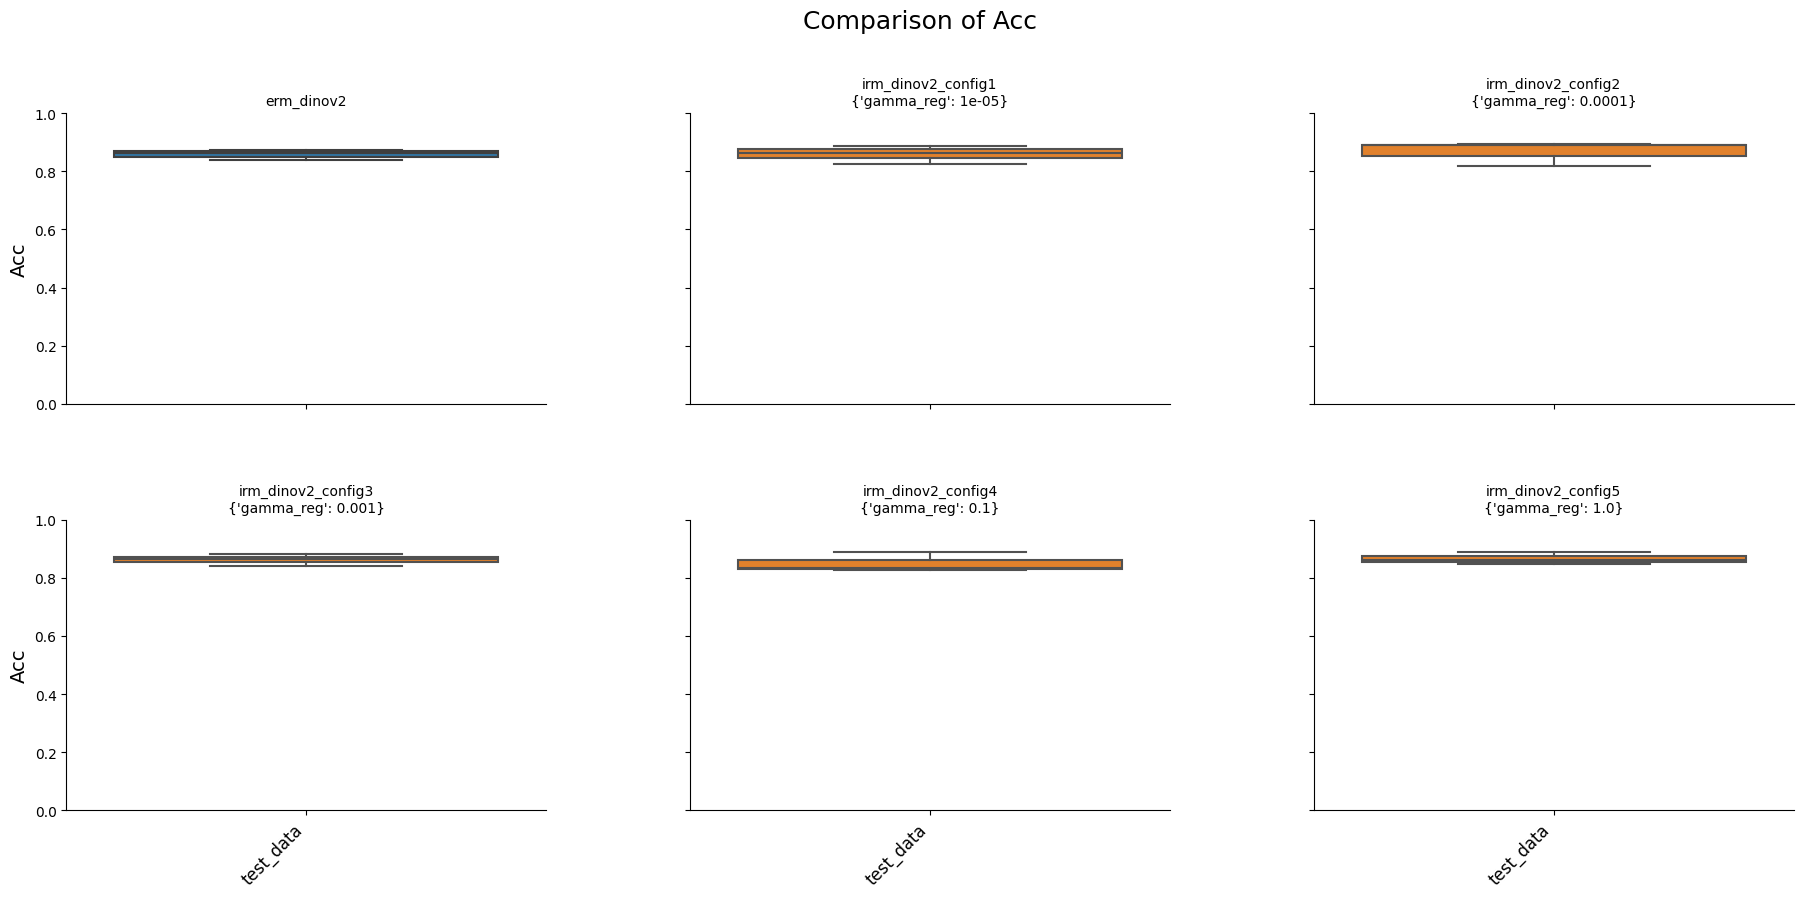 Comparison of Acc
erm_dinov2
irm_dinov2_config1
{'gamma_reg': 1e-05}
irm_dinov2_config2
{'gamma_reg': 0.0001}
1.0
0.8
0.6
0.4
0.2
0.0
Acc
irm_dinov2_config3
{'gamma_reg': 0.001}
irm_dinov2_config4
{'gamma_reg': 0.1}
irm_dinov2_config5
{'gamma_reg': 1.0}
1.0
0.8
0.6
0.4
0.2
0.0
Acc
test_data
test_data
test_data